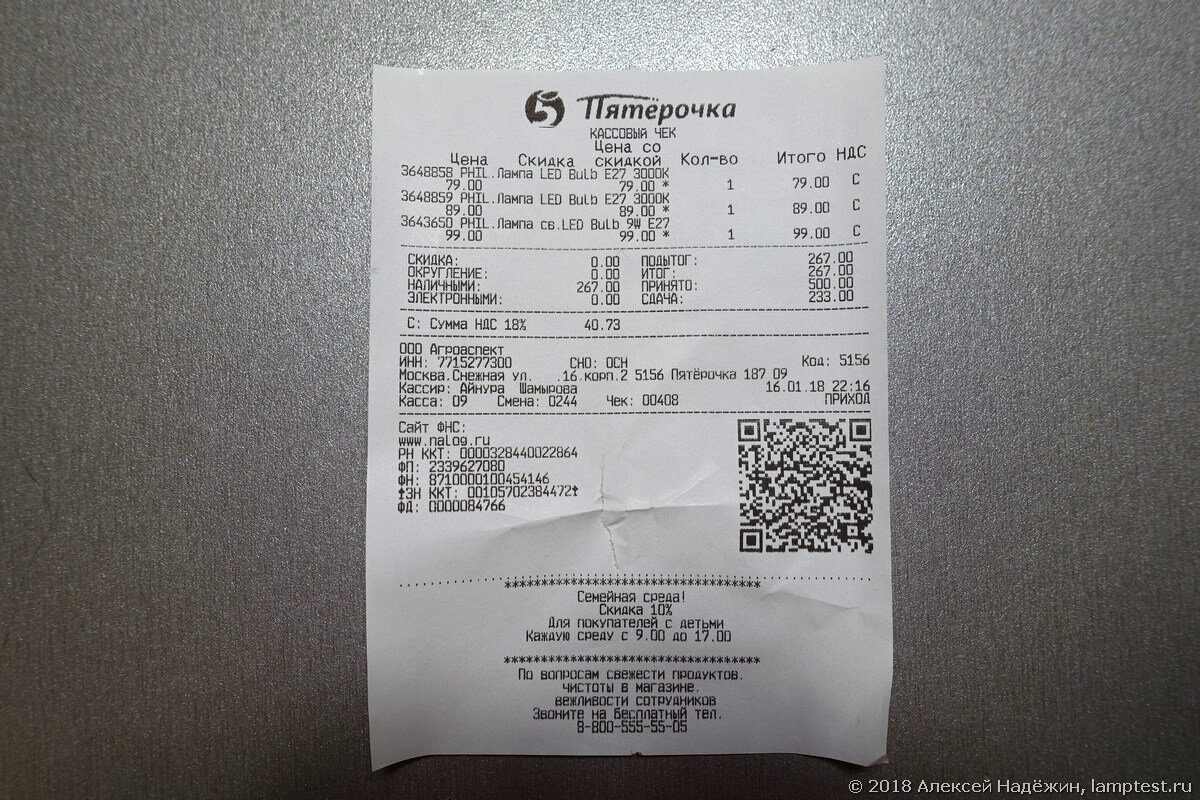 5 Пятёрочка
КАССОВЫЙ ЧЕК
Цена Скидка Цена со скидкой Кол-во Итого НДС
3648858 PHIL.Лампа LED Bulb E27 3000K
79.00 79.00 * 1 79.00 С
3648859 PHIL.Лампа LED Bulb E27 3000K
89.00 89.00 * 1 89.00 С
3643650 PHIL.Лампа св.LED Bulb 9W E27
99.00 99.00 * 1 99.00 С
СКИДКА: 0.00 ПОДЫТОГ: 267.00
ОКРУГЛЕНИЕ: 0.00 ИТОГ: 267.00
НАЛИЧНЫМИ: 267.00 ПРИНЯТО: 500.00
ЭЛЕКТРОННЫМИ: 0.00 СДАЧА: 233.00
С: Сумма НДС 18% 40.73
ООО Агроаспект
ИНН: 7715277300 СНО: ОСН Код: 5156
Москва.Снежная ул. .16.корп.2 5156 Пятёрочка 187 09
Кассир: Айнура Шамырова 16.01.18 22:16
Касса: 09 Смена: 0244 Чек: 00408 ПРИХОД
Сайт ФНС:
www.nalog.ru
РН ККТ: 0000328440022864
ФП: 2339627080
ФН: 8710000100454146
ЗН ККТ: 00105702384472
ФД: 0000084766
***********************************
Семейная среда!
Скидка 10%
Для покупателей с детьми
Каждую среду с 9.00 до 17.00
***********************************
По вопросам свежести продуктов,
чистоты в магазине,
вежливости сотрудников
Звоните на бесплатный тел.
8-800-555-55-05
© 2018 Алексей Надёжин, lamptest.ru